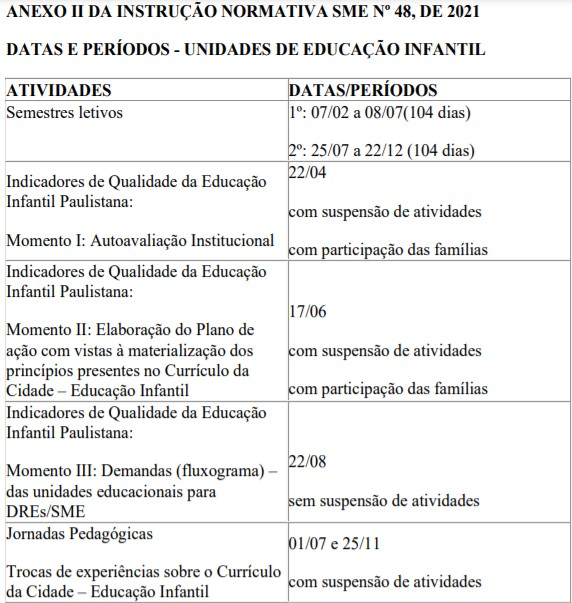 ANEXO II DA INSTRUÇÃO NORMATIVA SME Nº 48, DE 2021
DATAS E PERÍODOS - UNIDADES DE EDUCAÇÃO INFANTIL
ATIVIDADES
DATAS/PERÍODOS
Semestres letivos
1º: 07/02 a 08/07(104 dias)
2º: 25/07 a 22/12 (104 dias)
Indicadores de Qualidade da Educação
Infantil Paulistana:
Momento I: Autoavaliação Institucional
22/04
com suspensão de atividades
com participação das famílias
Indicadores de Qualidade da Educação
Infantil Paulistana:
Momento II: Elaboração do Plano de
ação com vistas à materialização dos
princípios presentes no Currículo da
Cidade – Educação Infantil
17/06
com suspensão de atividades
com participação das famílias
Indicadores de Qualidade da Educação
Infantil Paulistana:
Momento III: Demandas (fluxograma) –
das unidades educacionais para
DREs/SME
22/08
sem suspensão de atividades
Jornadas Pedagógicas
Trocas de experiências sobre o Currículo
da Cidade – Educação Infantil
01/07 e 25/11
com suspensão de atividades